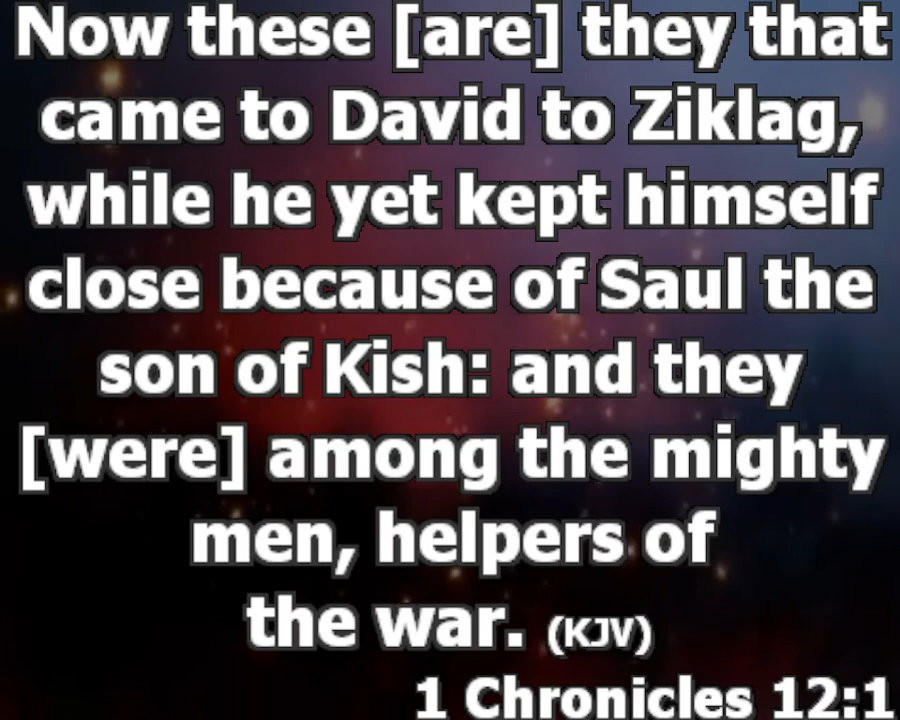 Now these [are] they that
came to David to Ziklag,
while he yet kept himself
close because of Saul the
son of Kish: and they
[were] among the mighty
men, helpers of
the war. (KJV)
1 Chronicles 12:1